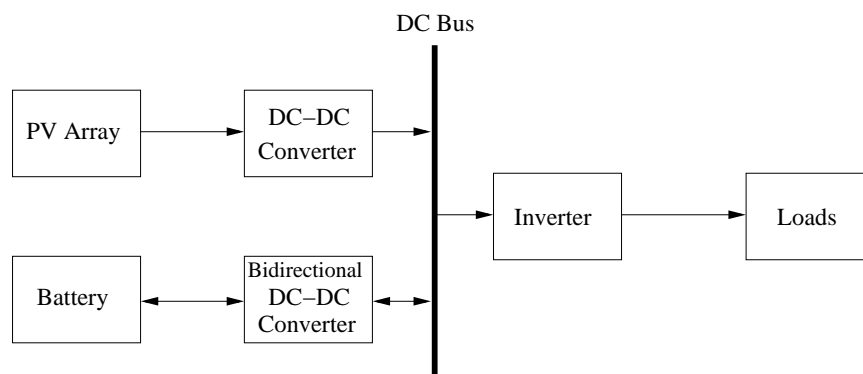 DC Bus
PV Array
DC−DC
Converter
Inverter
Loads
Battery
Bidirectional
DC−DC
Converter